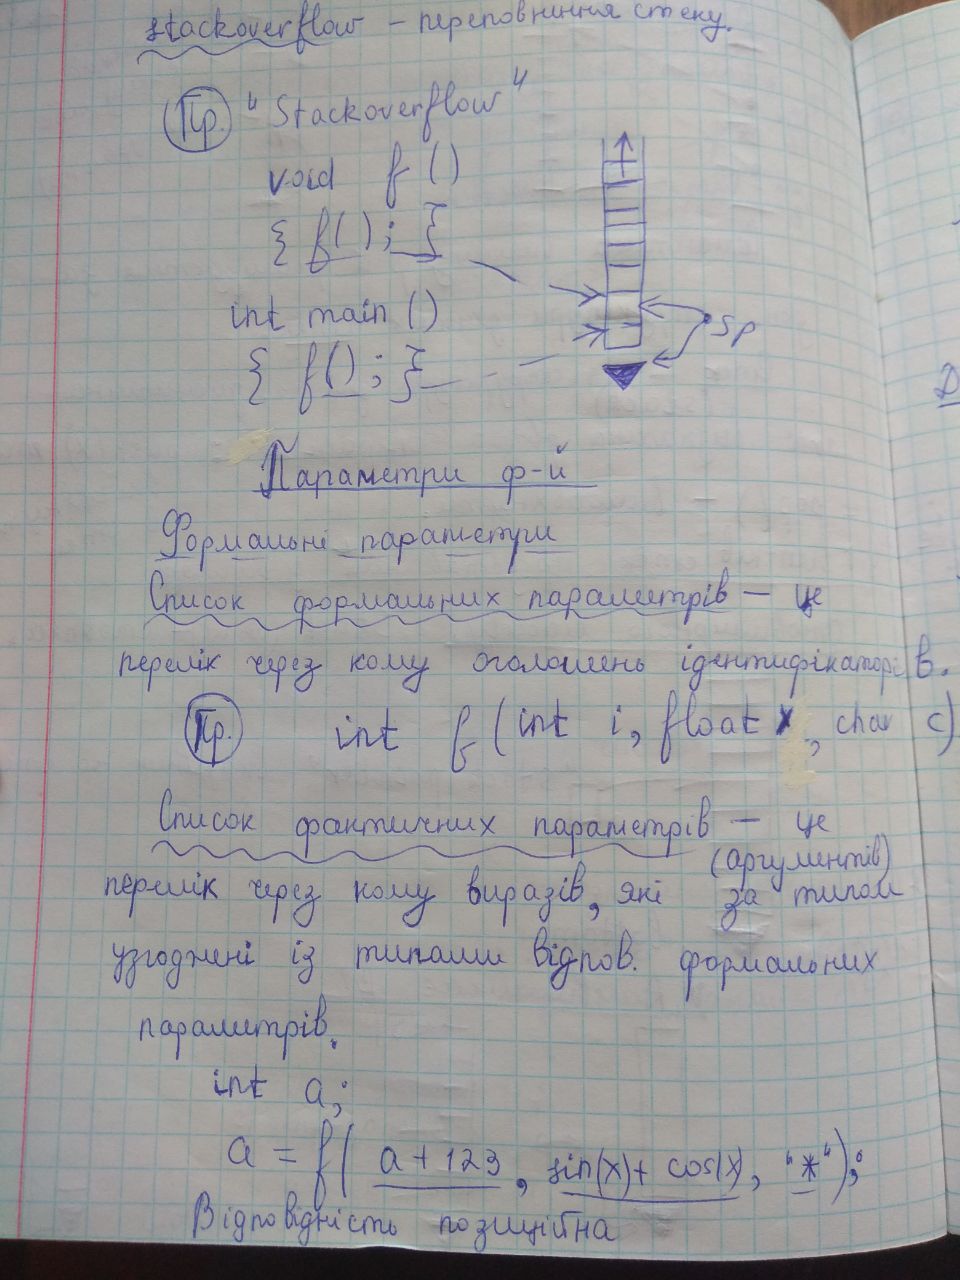 stackoverflow - переповнення стеку.
Пр. "Stackoverflow"
void f ()
{ f() ; }
int main ()
{ f() ; }
sp
Параметри ф-й
Формальні параметри
Список формальних параметрів — це
перелік через кому оголошень ідентифікаторів.
Пр. int f (int i, float x, char c)
Список фактичних параметрів — це
(аргументів)
перелік через кому виразів, які за типом
узгоджені із типами відпов. формальних
параметрів.
int a;
a = f( a + 123 , sin(x)+ cos(x), "*");
Відповідність позиційна